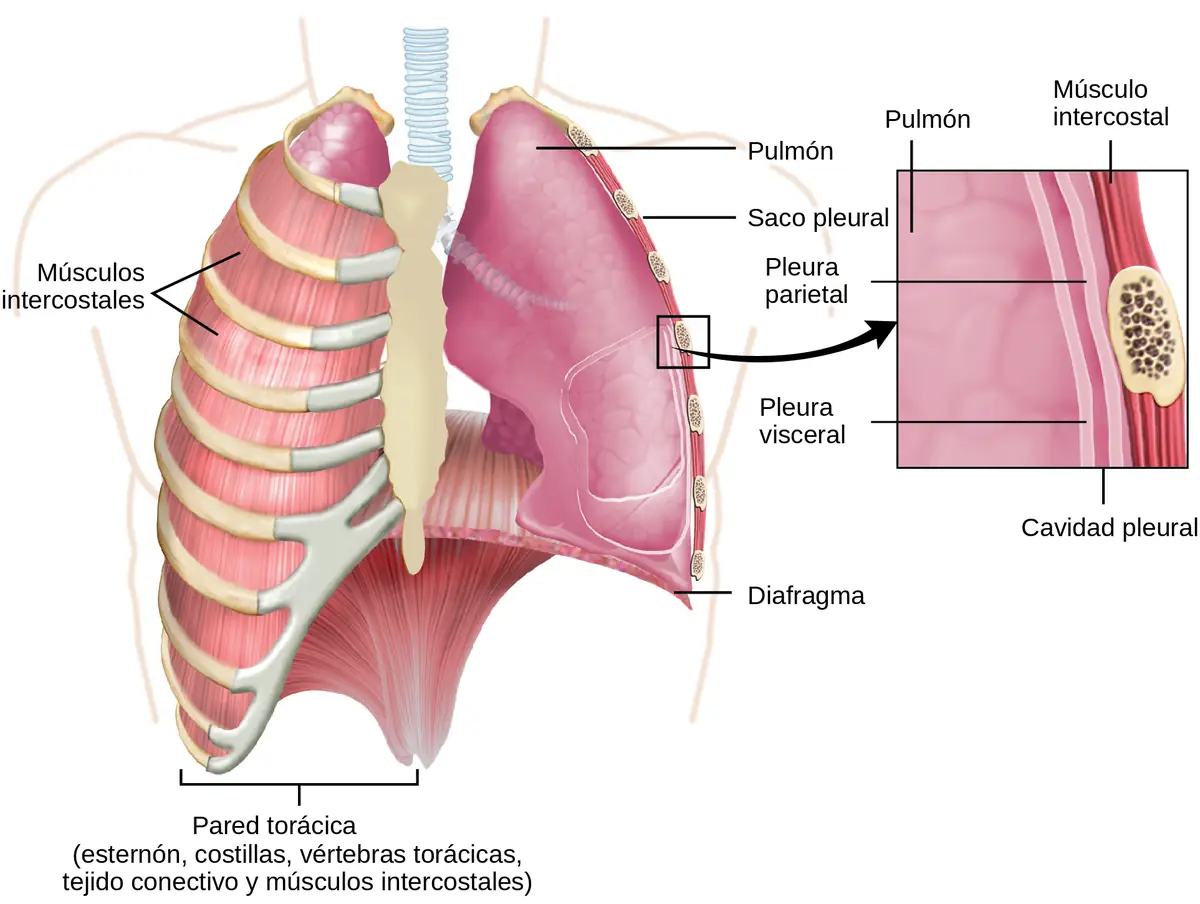 Músculo
intercostal
Pulmón
Pulmón
Saco pleural
Pleura
parietal
Músculos
intercostales
Pleura
visceral
Cavidad pleural
Diafragma
Pared torácica
(esternón, costillas, vértebras torácicas,
tejido conectivo y músculos intercostales)